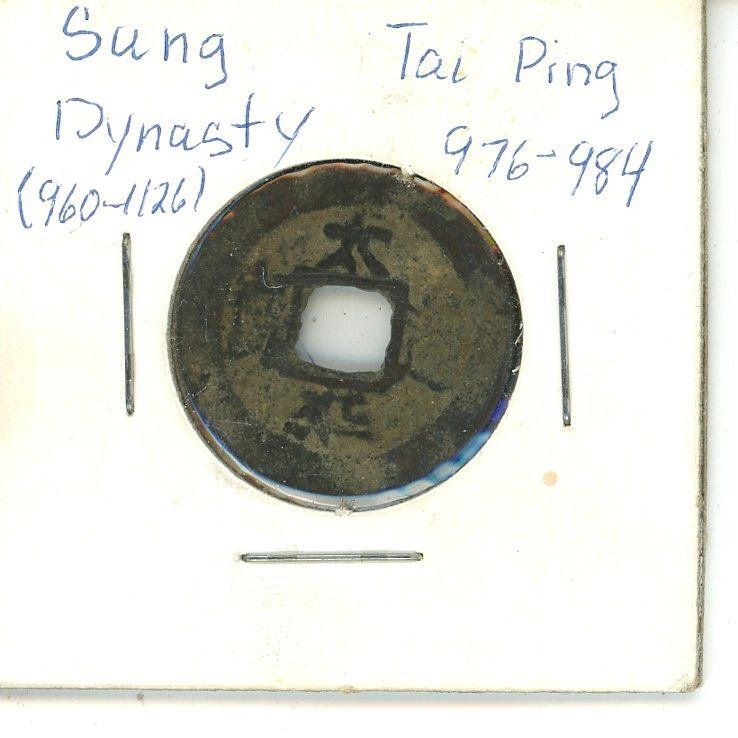 Sung
Dynasty
(960-1126)
Tai Ping
976-984